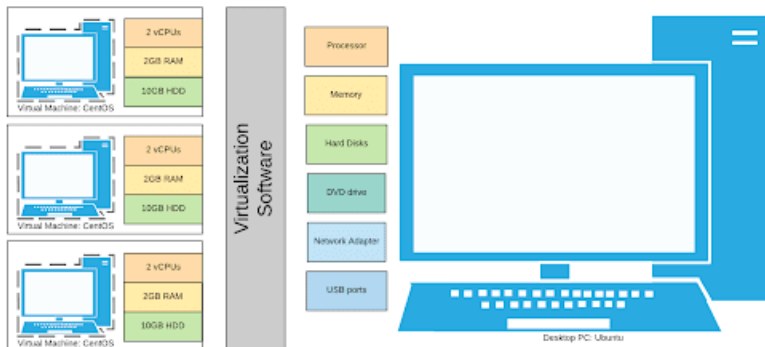 2 vCPUs
2GB RAM
10GB HDD
Virtual Machine: CentOS
2 vCPUs
2GB RAM
10GB HDD
Virtual Machine: CentOS
2 vCPUs
2GB RAM
10GB HDD
Virtual Machine: CentOS
Virtualization
Software
Processor
Memory
Hard Disks
DVD drive
Network Adapter
USB ports
Desktop PC: Ubuntu